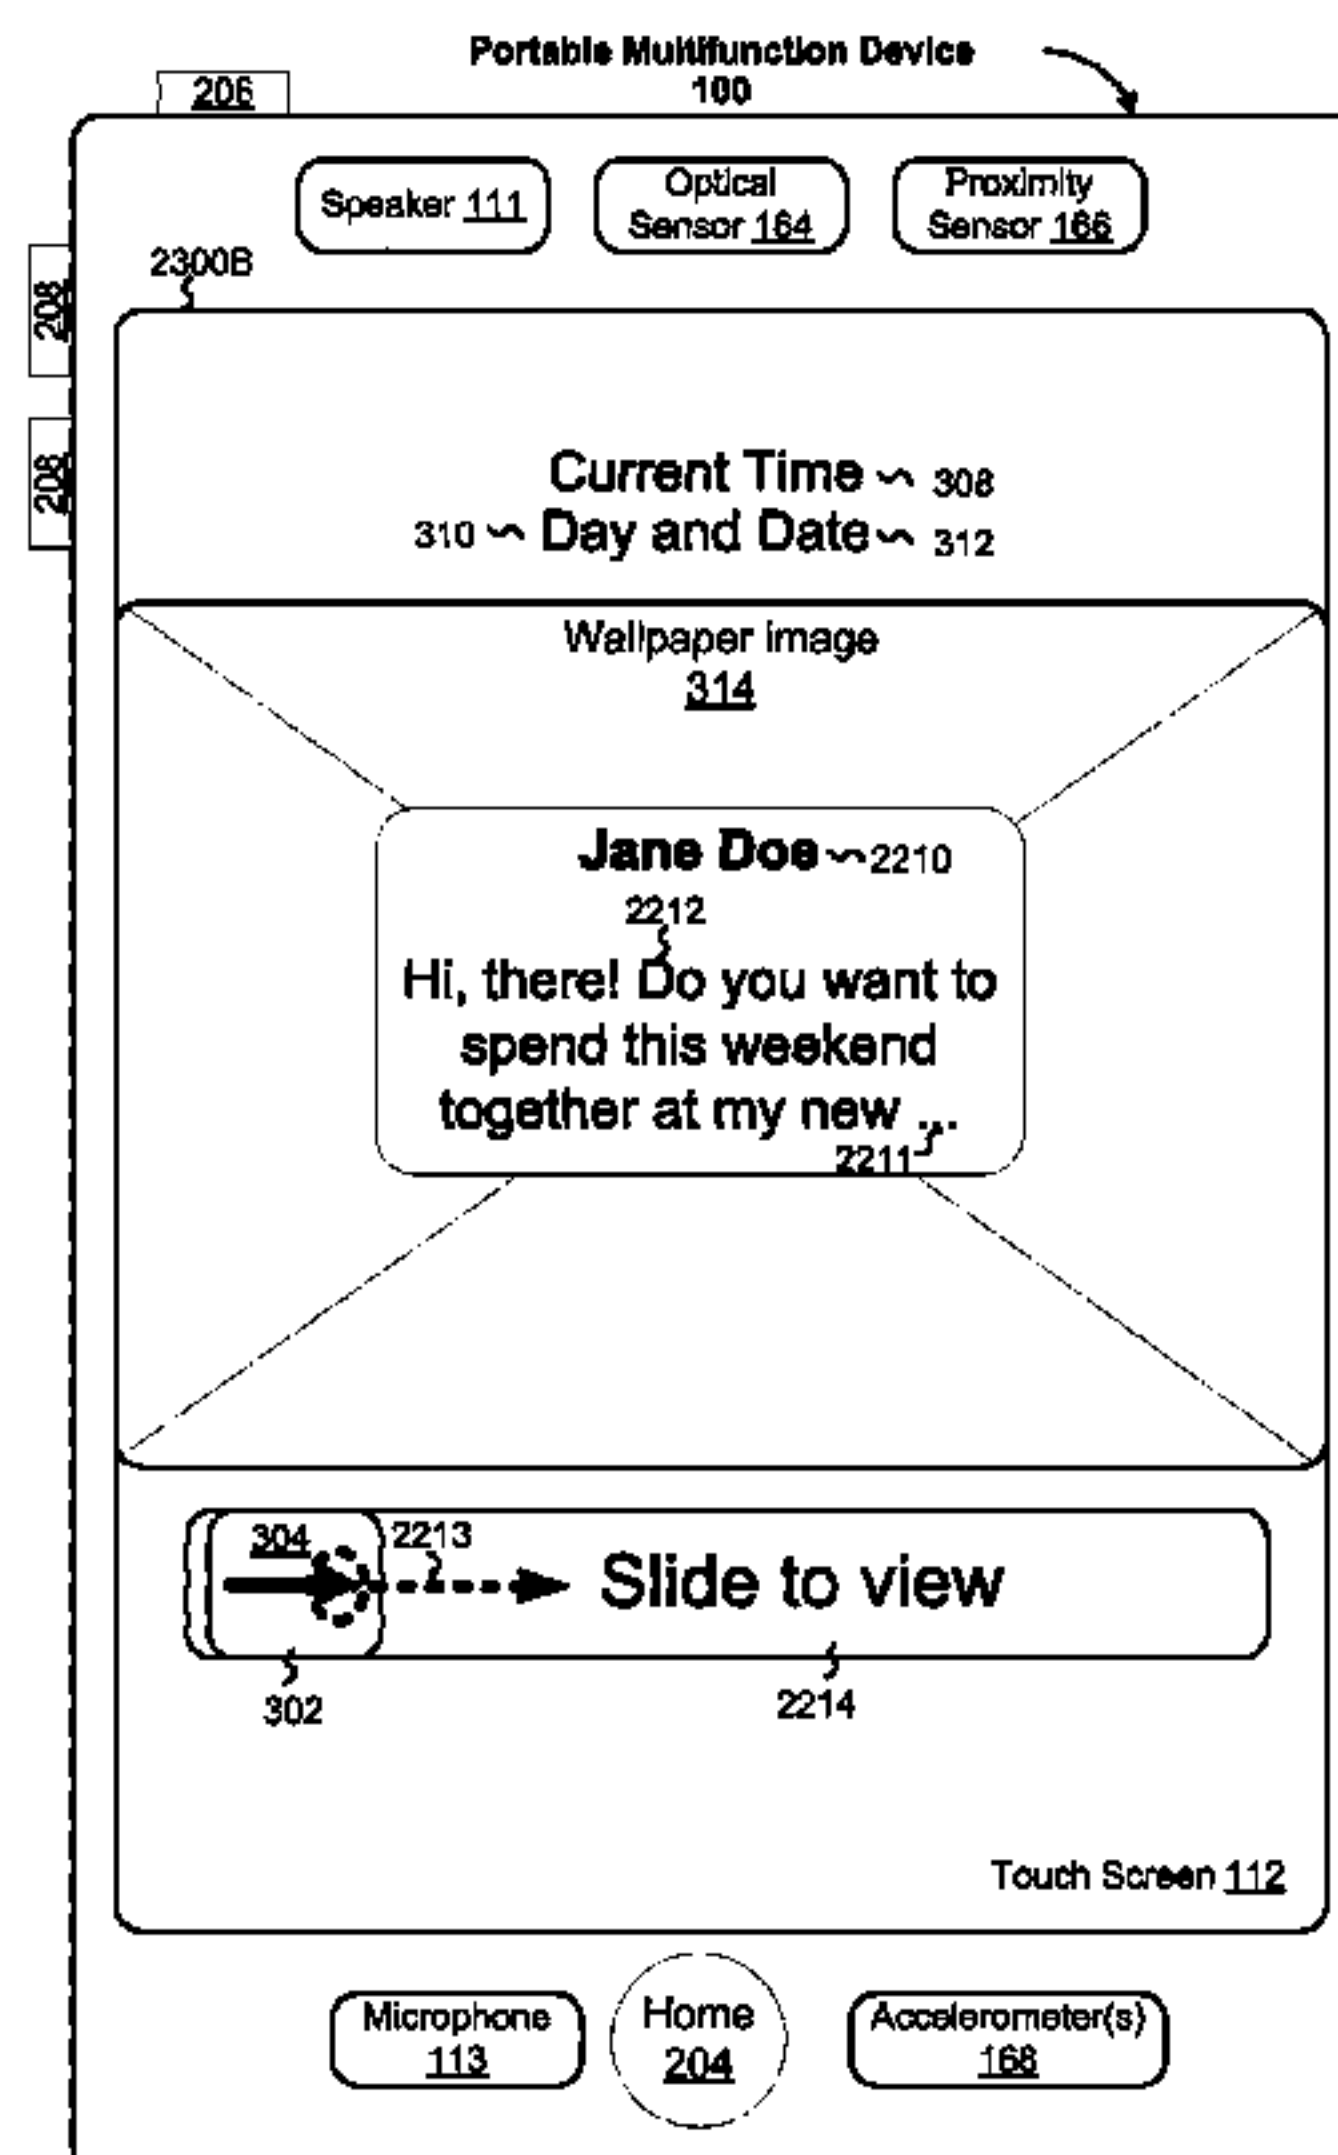 Portable Multifunction Device
100
206
Speaker 111
Optical
Sensor 164
Proximity
Sensor 166
2300B
208
208
Current Time 308
310 Day and Date 312
Wallpaper image
314
Jane Doe 2210
2212
Hi, there! Do you want to
spend this weekend
together at my new ...
2211
304 2213
Slide to view
302
2214
Touch Screen 112
Microphone
113
Home
204
Accelerometer(s)
168